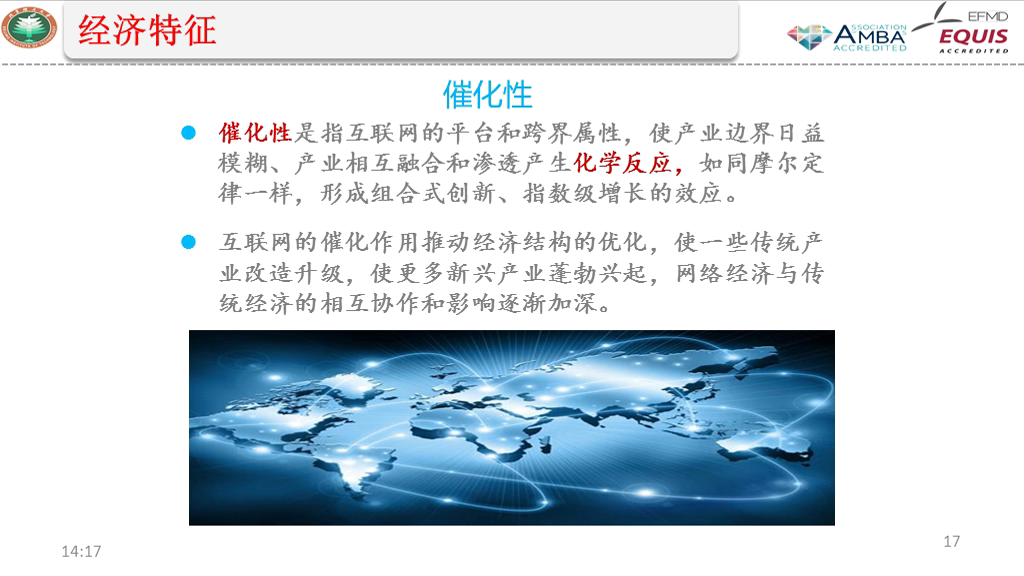 经济特征
ASSOCIATION
AMBA
ACCREDITED
EFMD
EQUIS
ACCREDITED
催化性
催化性是指互联网的平台和跨界属性，使产业边界日益
模糊、产业相互融合和渗透产生化学反应，如同摩尔定
律一样，形成组合式创新、指数级增长的效应。
互联网的催化作用推动经济结构的优化，使一些传统产
业改造升级，使更多新兴产业蓬勃兴起，网络经济与传
统经济的相互协作和影响逐渐加深。
14:17
17